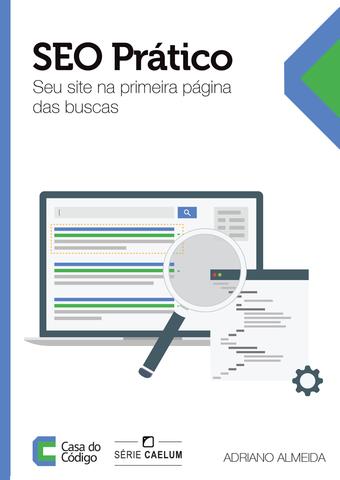 SEO Prático
Seu site na primeira página
das buscas
Casa do
Código
SÉRIE CAELUM
ADRIANO ALMEIDA